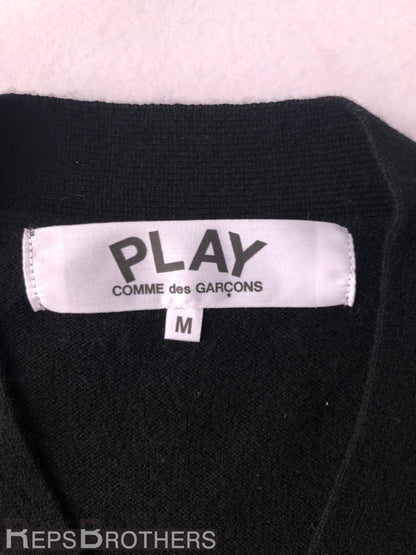 PLAY
COMME des GARÇONS
M
REPSBROTHERS